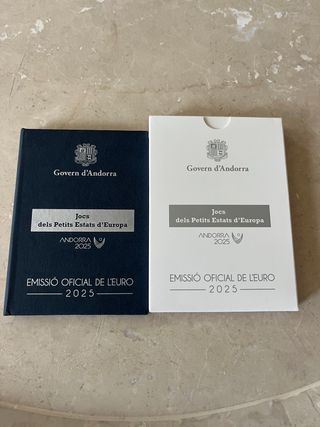 Govern d'Andorra
Jocs
dels Petits Estats d'Europa
ANDORRA
2025
EMISSIÓ OFICIAL DE L'EURO
2025
Govern d'Andorra
Jocs
dels Petits Estats d'Europa
ANDORRA
2025
EMISSIÓ OFICIAL DE L'EURO
2025